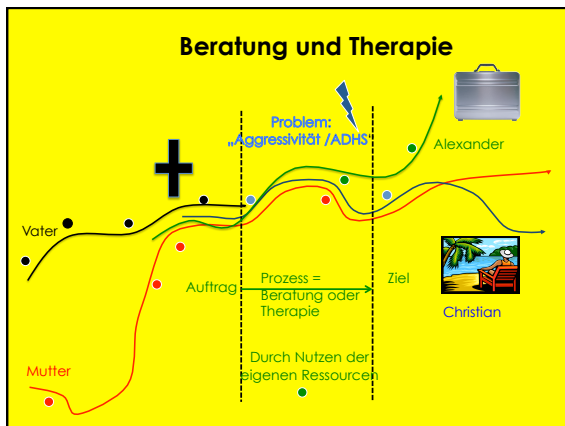 Beratung und Therapie
Problem:
„Aggressivität /ADHS“
Alexander
Vater
Auftrag
Prozess =
Beratung oder
Therapie
Ziel
Christian
Mutter
Durch Nutzen der
eigenen Ressourcen